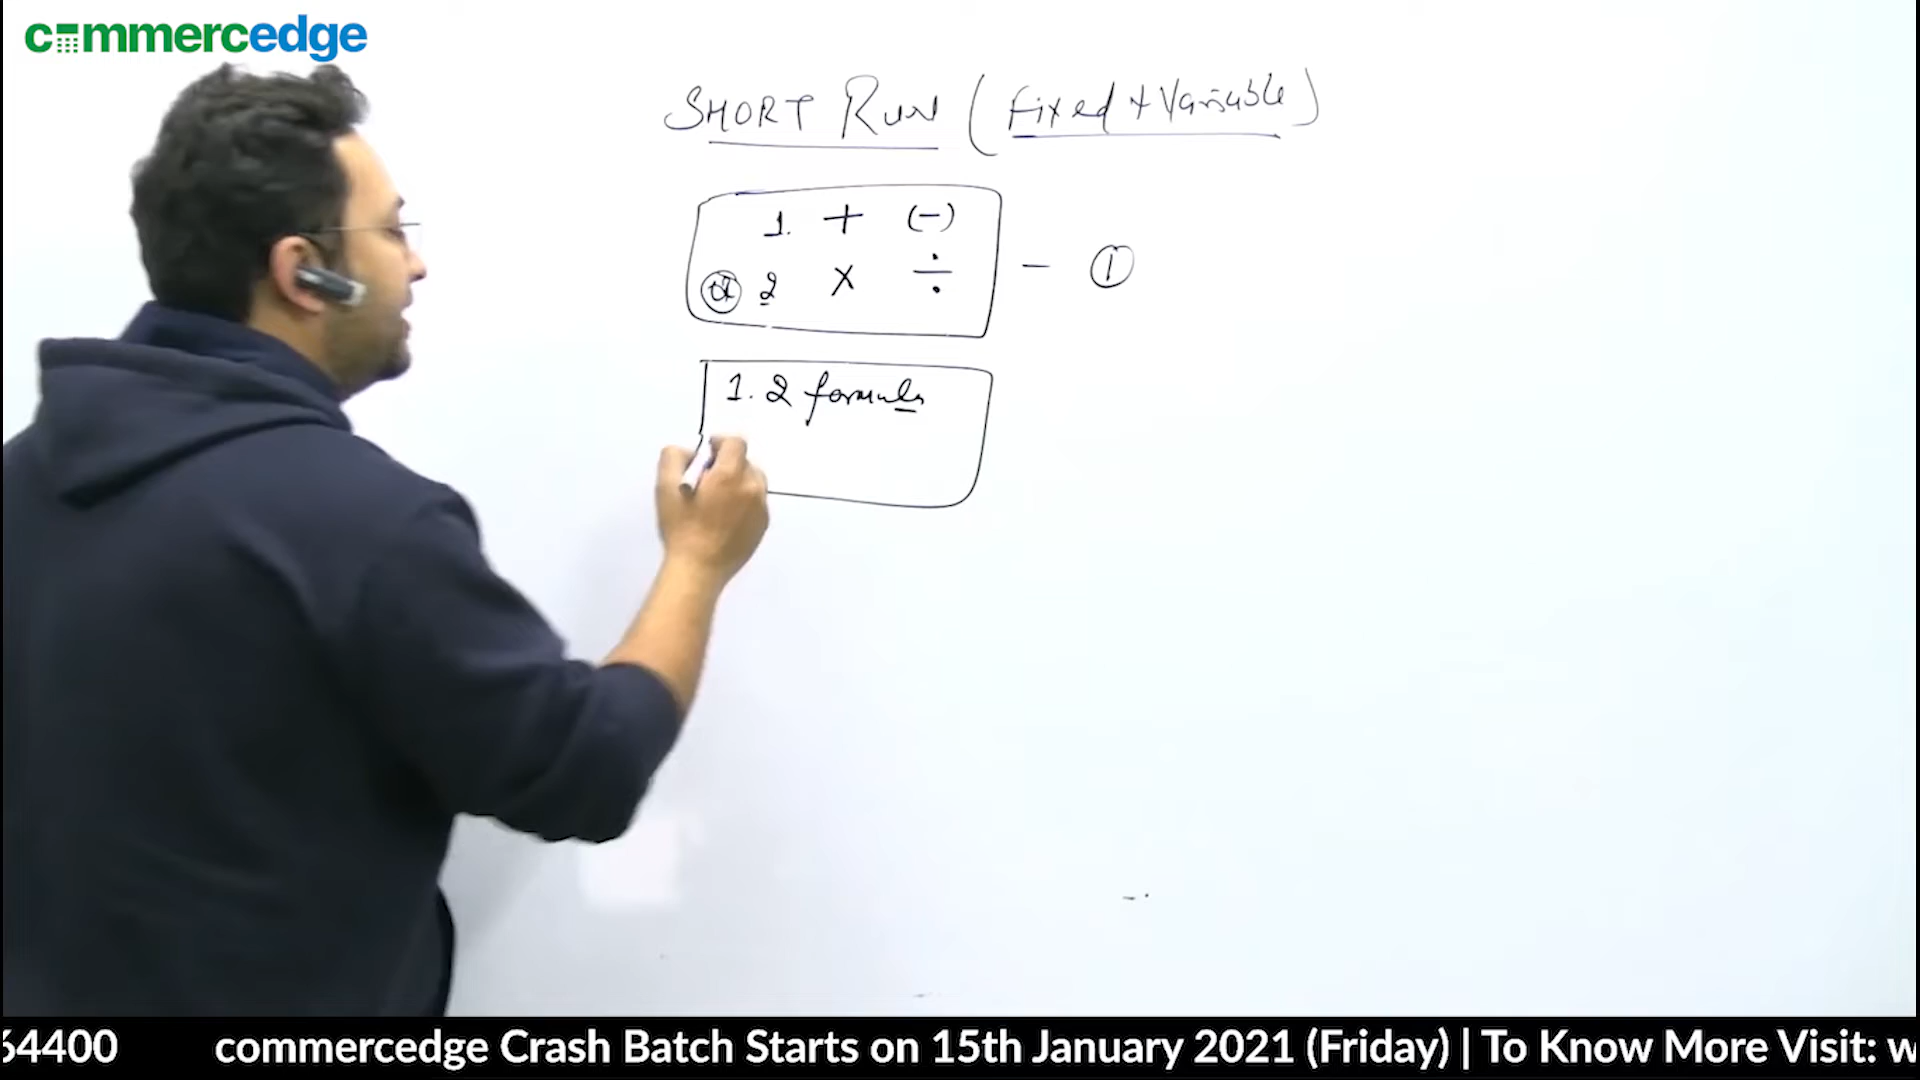 commercedge
SHORT RUN (Fixed + Variable)
1. + (-)
2 × ÷ - ①
1. 2 formula
64400 commercedge Crash Batch Starts on 15th January 2021 (Friday) | To Know More Visit: w